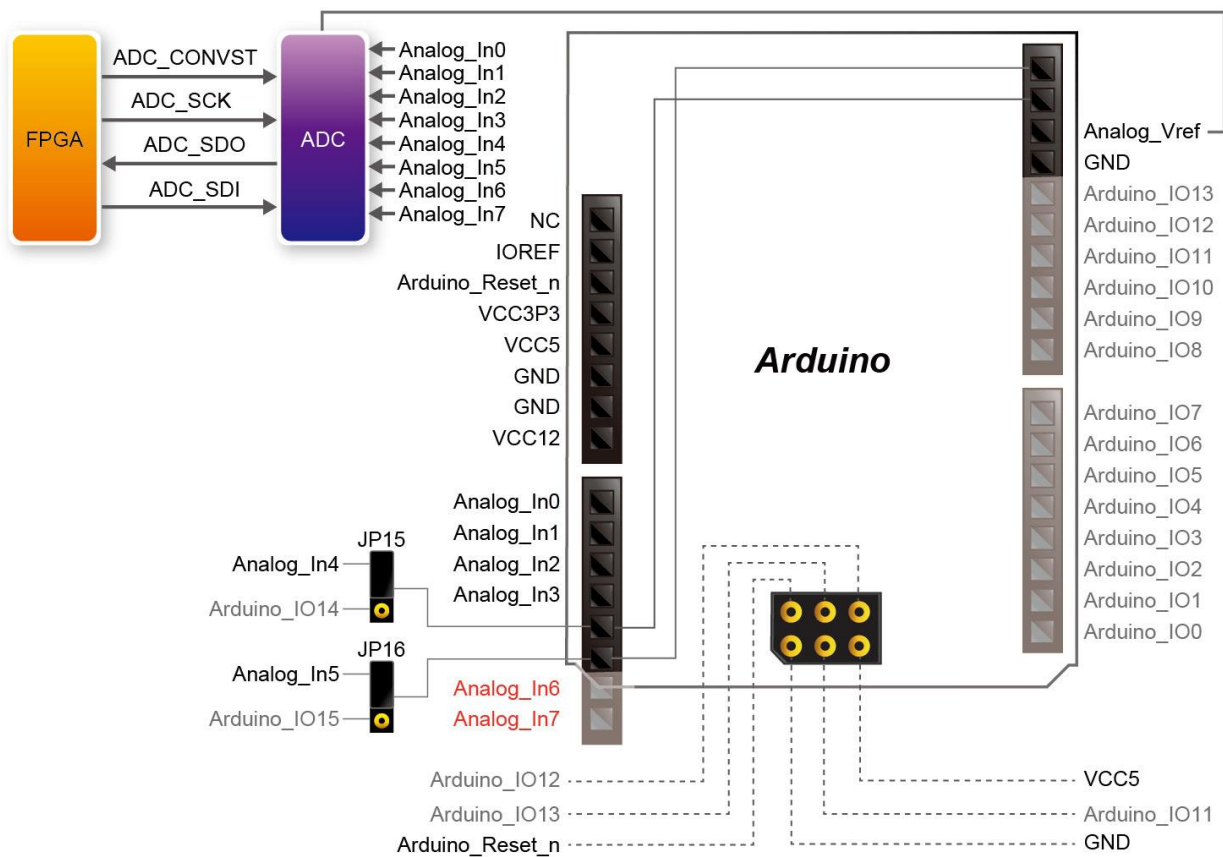 FPGA
ADC_CONVST
ADC_SCK
ADC_SDO
ADC_SDI
ADC
Analog_In0
Analog_In1
Analog_In2
Analog_In3
Analog_In4
Analog_In5
Analog_In6
Analog_In7
NC
IOREF
Arduino_Reset_n
VCC3P3
VCC5
GND
GND
VCC12
Analog_In0
Analog_In1
Analog_In2
Analog_In3
JP15
Analog_In4
Arduino_IO14
JP16
Analog_In5
Arduino_IO15
Analog_In6
Analog_In7
Arduino
Analog_Vref
GND
Arduino_IO13
Arduino_IO12
Arduino_IO11
Arduino_IO10
Arduino_IO9
Arduino_IO8
Arduino_IO7
Arduino_IO6
Arduino_IO5
Arduino_IO4
Arduino_IO3
Arduino_IO2
Arduino_IO1
Arduino_IO0
Arduino_IO12
Arduino_IO13
Arduino_Reset_n
VCC5
Arduino_IO11
GND